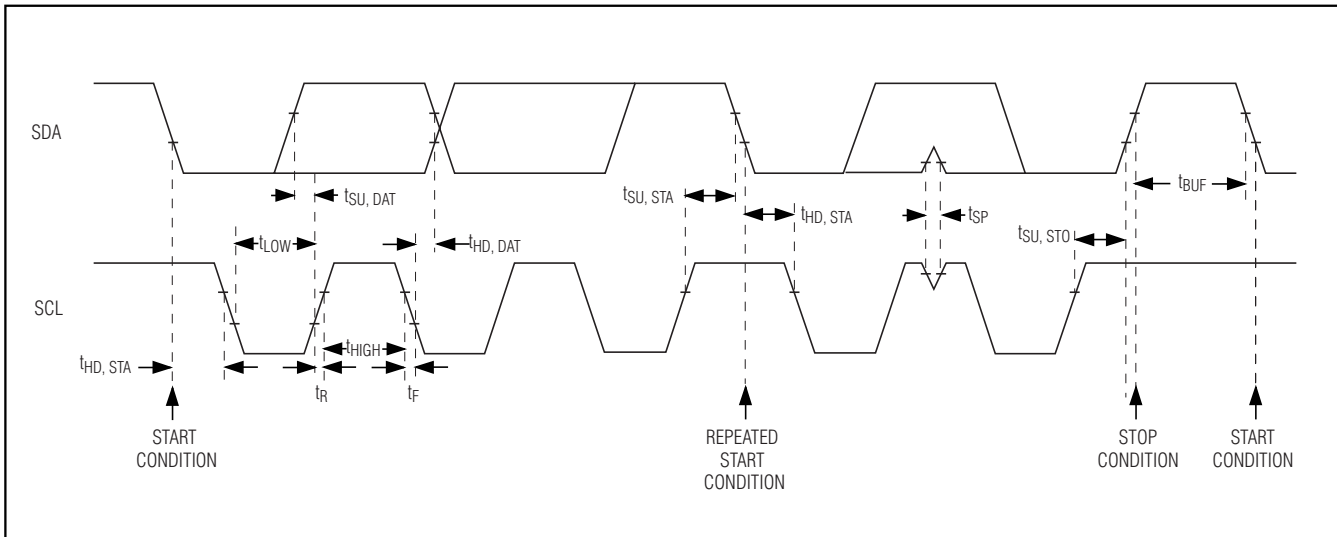 SDA
tSU, DAT
tSU, STA
tHD, STA
tSP
tBUF
tLOW
tHD, DAT
tSU, STO
SCL
tHD, STA
tHIGH
tR
tF
START
CONDITION
REPEATED
START
CONDITION
STOP
CONDITION
START
CONDITION